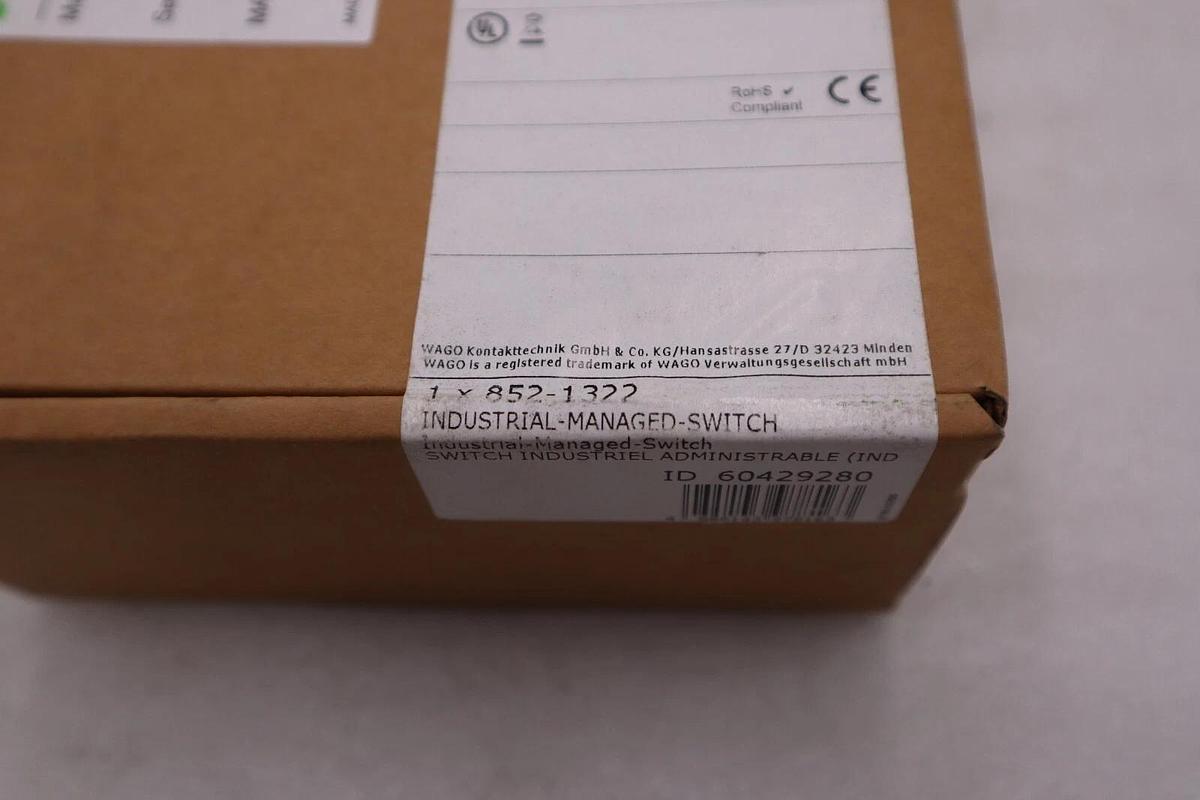 UL
RoHS ✓
Compliant
CE
WAGO Kontakttechnik GmbH & Co. KG/Hansastrasse 27/D 32423 Minden
WAGO is a registered trademark of WAGO Verwaltungsgesellschaft mbH
1 x 852-1322
INDUSTRIAL-MANAGED-SWITCH
Industrial-Managed-Switch
SWITCH INDUSTRIEL ADMINISTRABLE (IND
ID 60429280